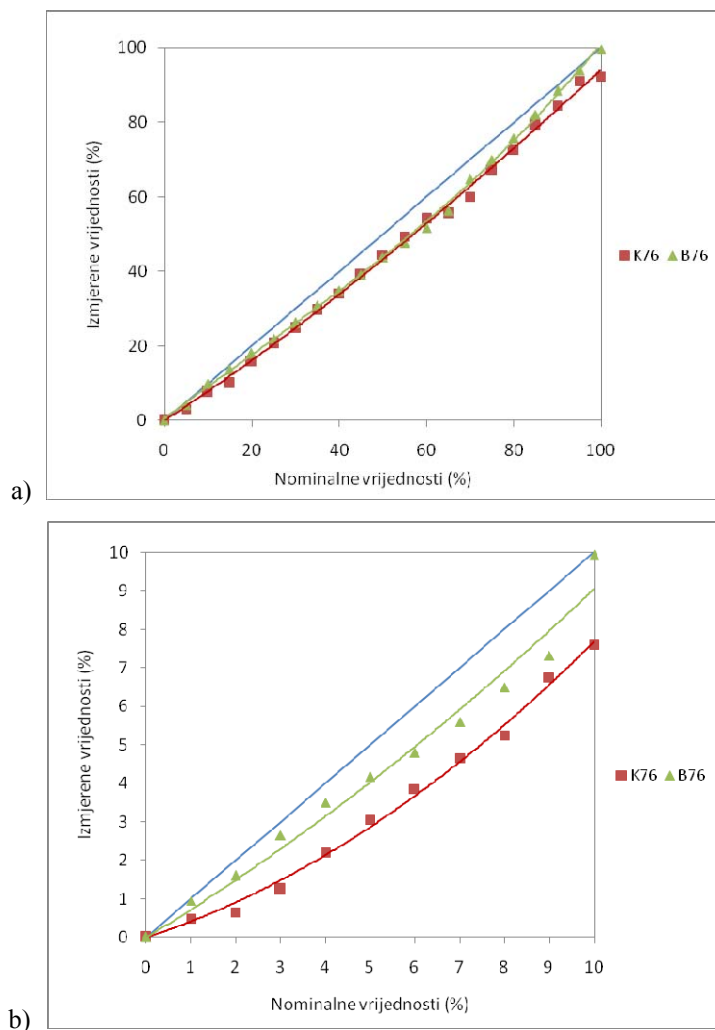 100
80
60
40
20
0
Izmjerene vrijednosti (%)
0 20 40 60 80 100
Nominalne vrijednosti (%)
K76 B76
a)
10
9
8
7
6
5
4
3
2
1
0
Izmjerene vrijednosti (%)
0 1 2 3 4 5 6 7 8 9 10
Nominalne vrijednosti (%)
K76 B76
b)